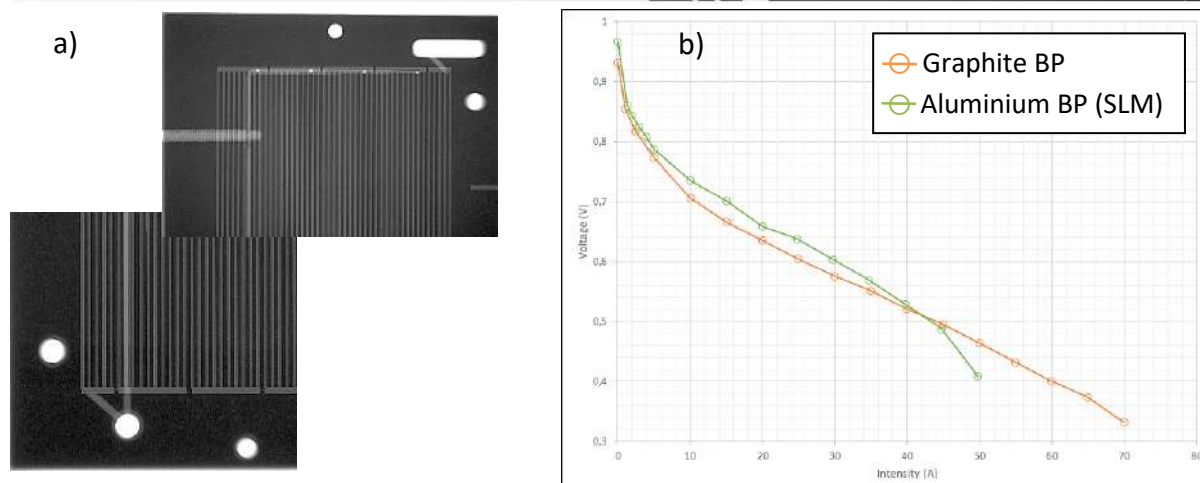 a)
b)
Graphite BP
Aluminium BP (SLM)
Voltage (V)
1
0,9
0,8
0,7
0,6
0,5
0,4
0,3
0
10
20
30
40
50
60
70
80
Intensity (A)